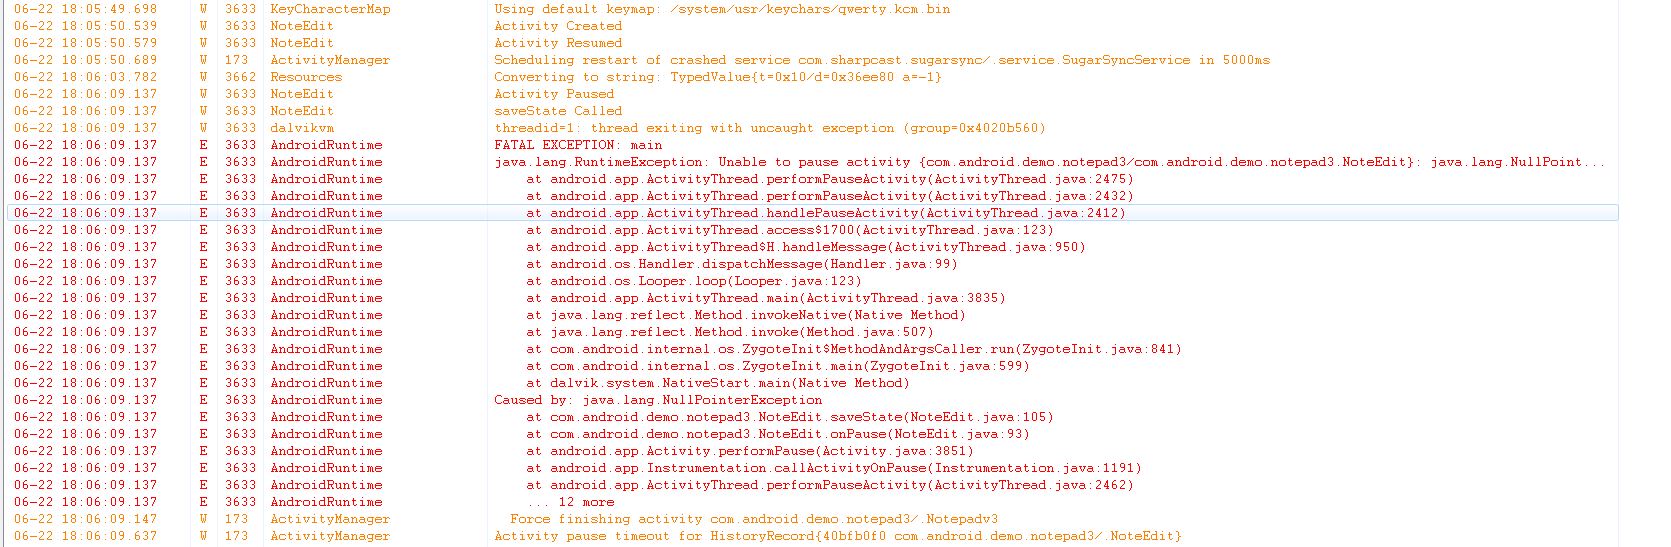 06-22 18:05:49.698 W 3633 KeyCharacterMap Using default keymap: /system/usr/keychars/qwerty.kcm.bin
06-22 18:05:50.539 W 3633 NoteEdit Activity Created
06-22 18:05:50.579 W 3633 NoteEdit Activity Resumed
06-22 18:05:50.689 W 173 ActivityManager Scheduling restart of crashed service com.sharpcast.sugarsync/.service.SugarSyncService in 5000ms
06-22 18:06:03.782 W 3662 Resources Converting to string: TypedValue{t=0x10/d=0x36ee80 a=-1}
06-22 18:06:09.137 W 3633 NoteEdit Activity Paused
06-22 18:06:09.137 W 3633 NoteEdit saveState Called
06-22 18:06:09.137 W 3633 dalvikvm threadid=1: thread exiting with uncaught exception (group=0x4020b560)
06-22 18:06:09.137 E 3633 AndroidRuntime FATAL EXCEPTION: main
06-22 18:06:09.137 E 3633 AndroidRuntime java.lang.RuntimeException: Unable to pause activity {com.android.demo.notepad3/com.android.demo.notepad3.NoteEdit}: java.lang.NullPoint...
06-22 18:06:09.137 E 3633 AndroidRuntime at android.app.ActivityThread.performPauseActivity(ActivityThread.java:2475)
06-22 18:06:09.137 E 3633 AndroidRuntime at android.app.ActivityThread.performPauseActivity(ActivityThread.java:2432)
06-22 18:06:09.137 E 3633 AndroidRuntime at android.app.ActivityThread.handlePauseActivity(ActivityThread.java:2412)
06-22 18:06:09.137 E 3633 AndroidRuntime at android.app.ActivityThread.access$1700(ActivityThread.java:123)
06-22 18:06:09.137 E 3633 AndroidRuntime at android.app.ActivityThread$H.handleMessage(ActivityThread.java:950)
06-22 18:06:09.137 E 3633 AndroidRuntime at android.os.Handler.dispatchMessage(Handler.java:99)
06-22 18:06:09.137 E 3633 AndroidRuntime at android.os.Looper.loop(Looper.java:123)
06-22 18:06:09.137 E 3633 AndroidRuntime at android.app.ActivityThread.main(ActivityThread.java:3835)
06-22 18:06:09.137 E 3633 AndroidRuntime at java.lang.reflect.Method.invokeNative(Native Method)
06-22 18:06:09.137 E 3633 AndroidRuntime at java.lang.reflect.Method.invoke(Method.java:507)
06-22 18:06:09.137 E 3633 AndroidRuntime at com.android.internal.os.ZygoteInit$MethodAndArgsCaller.run(ZygoteInit.java:841)
06-22 18:06:09.137 E 3633 AndroidRuntime at com.android.internal.os.ZygoteInit.main(ZygoteInit.java:599)
06-22 18:06:09.137 E 3633 AndroidRuntime at dalvik.system.NativeStart.main(Native Method)
06-22 18:06:09.137 E 3633 AndroidRuntime Caused by: java.lang.NullPointerException
06-22 18:06:09.137 E 3633 AndroidRuntime at com.android.demo.notepad3.NoteEdit.saveState(NoteEdit.java:105)
06-22 18:06:09.137 E 3633 AndroidRuntime at com.android.demo.notepad3.NoteEdit.onPause(NoteEdit.java:93)
06-22 18:06:09.137 E 3633 AndroidRuntime at android.app.Activity.performPause(Activity.java:3851)
06-22 18:06:09.137 E 3633 AndroidRuntime at android.app.Instrumentation.callActivityOnPause(Instrumentation.java:1191)
06-22 18:06:09.137 E 3633 AndroidRuntime at android.app.ActivityThread.performPauseActivity(ActivityThread.java:2462)
06-22 18:06:09.137 E 3633 AndroidRuntime ... 12 more
06-22 18:06:09.147 W 173 ActivityManager Force finishing activity com.android.demo.notepad3/.Notepadv3
06-22 18:06:09.637 W 173 ActivityManager Activity pause timeout for HistoryRecord{40bfb0f0 com.android.demo.notepad3/.NoteEdit}